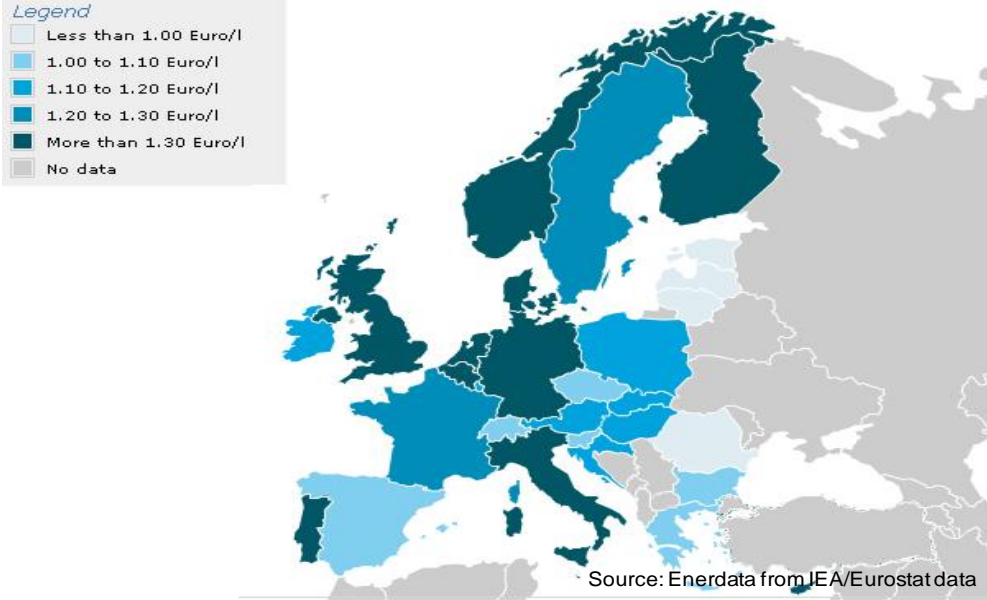 Legend
Less than 1.00 Euro/l
1.00 to 1.10 Euro/l
1.10 to 1.20 Euro/l
1.20 to 1.30 Euro/l
More than 1.30 Euro/l
No data
Source: Enerdata from IEA/Eurostat data